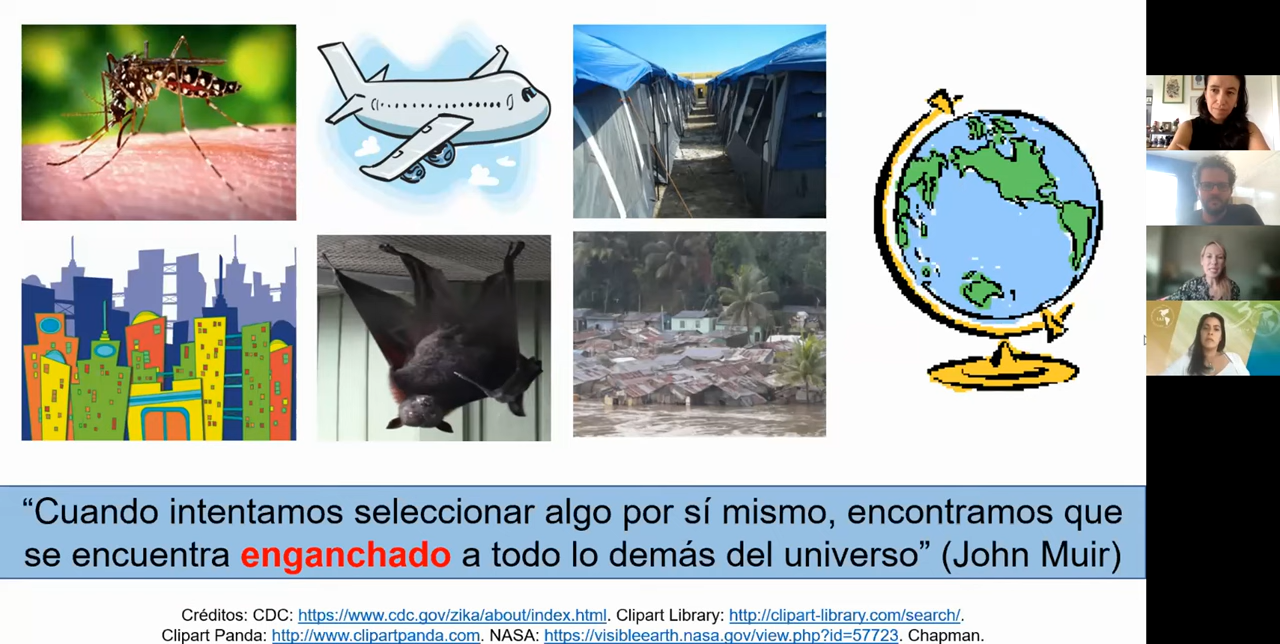 “Cuando intentamos seleccionar algo por sí mismo, encontramos que
se encuentra enganchado a todo lo demás del universo” (John Muir)
Créditos: CDC: https://www.cdc.gov/zika/about/index.html. Clipart Library: http://clipart-library.com/search/.
Clipart Panda: http://www.clipartpanda.com. NASA: https://visibleearth.nasa.gov/view.php?id=57723. Chapman.